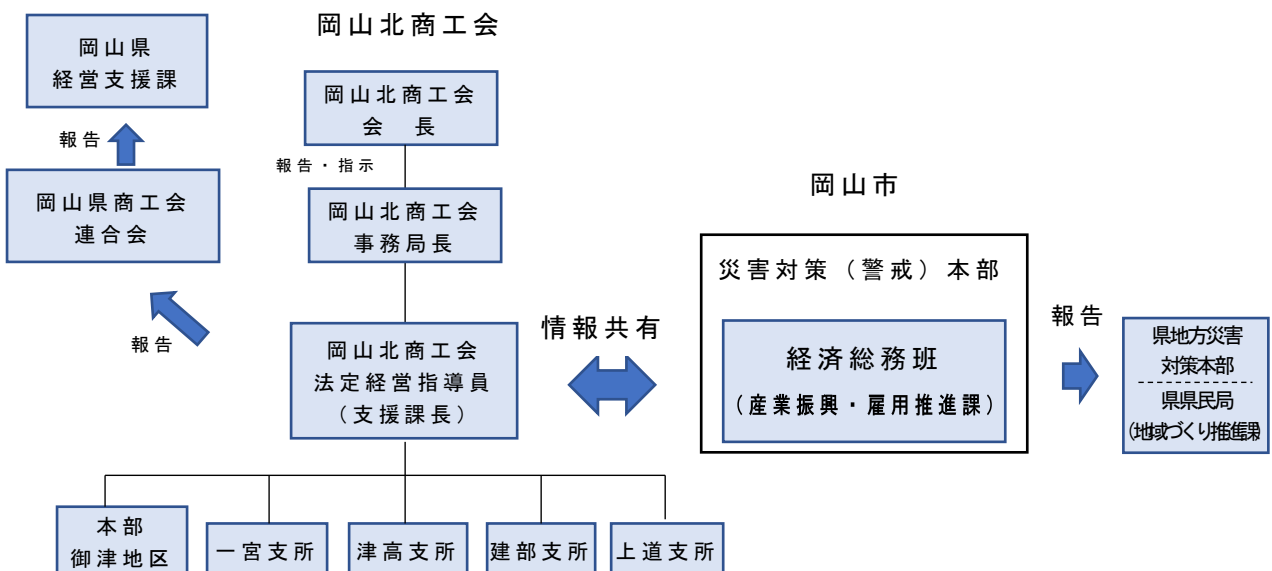 岡山北商工会
岡山県
経営支援課
報告
岡山県商工会
連合会
報告
岡山北商工会
会　長
報告・指示
岡山北商工会
事務局長
岡山北商工会
法定経営指導員
（支援課長）
本部
御津地区
一宮支所
津高支所
建部支所
上道支所
情報共有
岡山市
災害対策（警戒）本部
経済総務班
（産業振興・雇用推進課）
報告
県地方災害
対策本部
県県民局
（地域づくり推進課）